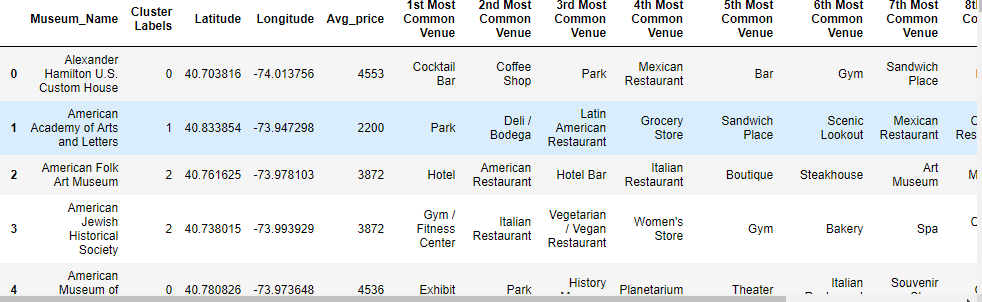 Museum_Name Cluster Labels Latitude Longitude Avg_price 1st Most Common Venue 2nd Most Common Venue 3rd Most Common Venue 4th Most Common Venue 5th Most Common Venue 6th Most Common Venue 7th Most Common Venue
0 Alexander Hamilton U.S. Custom House 0 40.703816 -74.013756 4553 Cocktail Bar Coffee Shop Park Mexican Restaurant Bar Gym Sandwich Place
1 American Academy of Arts and Letters 1 40.833854 -73.947298 2200 Park Deli / Bodega Latin American Restaurant Grocery Store Sandwich Place Scenic Lookout Mexican Restaurant
2 American Folk Art Museum 2 40.761625 -73.978103 3872 Hotel American Restaurant Hotel Bar Italian Restaurant Boutique Steakhouse Art Museum
3 American Jewish Historical Society 2 40.738015 -73.993929 3872 Gym / Fitness Center Italian Restaurant Vegetarian / Vegan Restaurant Women's Store Gym Bakery Spa
4 American Museum of 0 40.780826 -73.973648 4536 Exhibit Park History Planetarium Theater Italian Souvenir